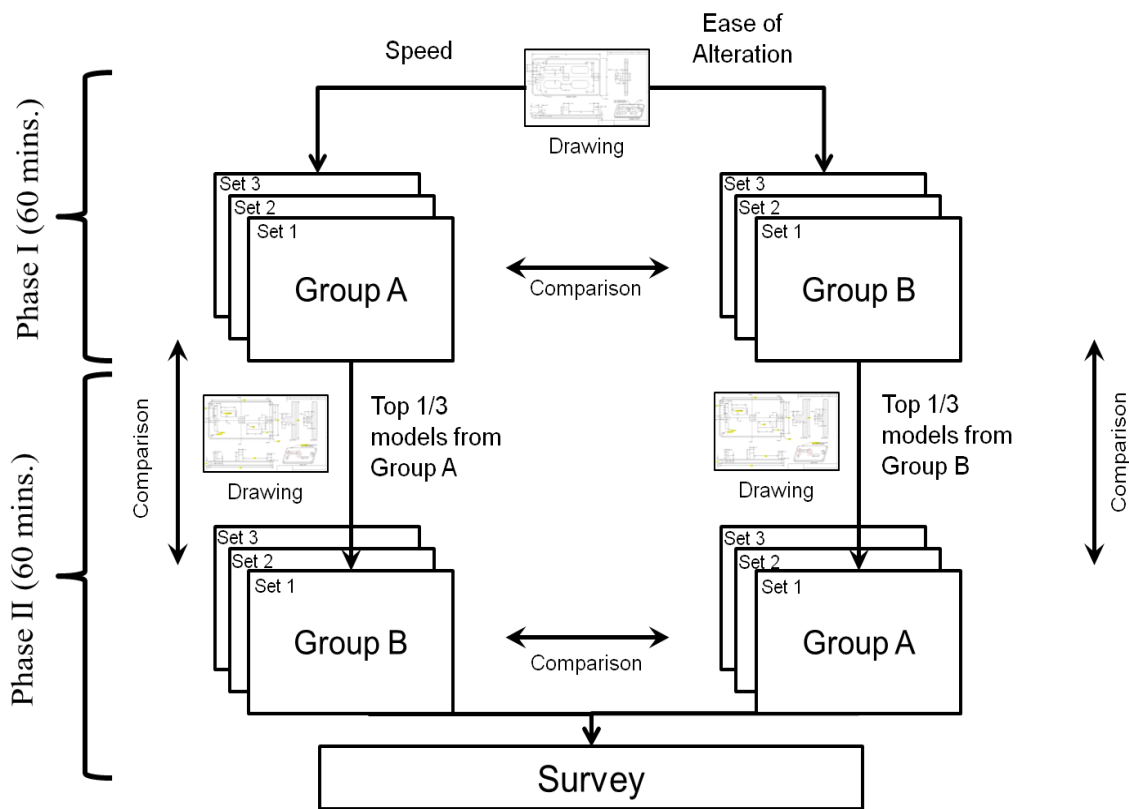 Speed
Ease of
Alteration
Drawing
Phase I (60 mins.)
Set 3
Set 2
Set 1
Group A
Comparison
Set 3
Set 2
Set 1
Group B
Comparison
Drawing
Top 1/3
models from
Group A
Drawing
Top 1/3
models from
Group B
Comparison
Phase II (60 mins.)
Set 3
Set 2
Set 1
Group B
Comparison
Set 3
Set 2
Set 1
Group A
Survey